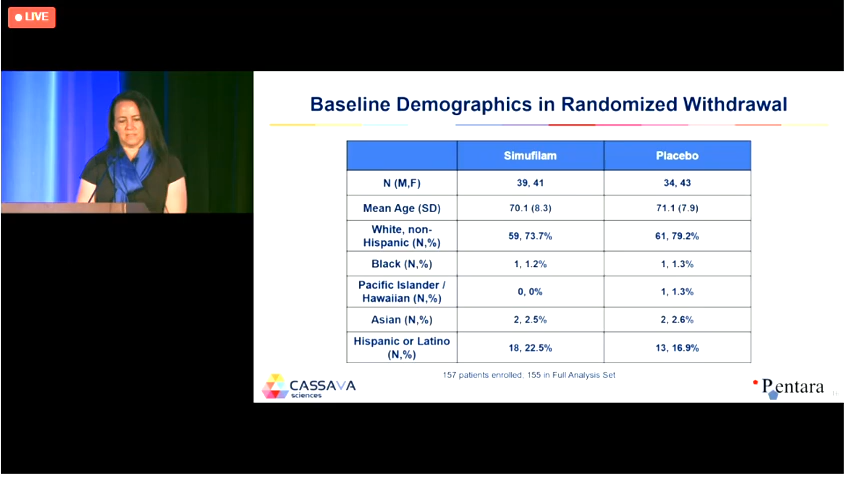 LIVE
Baseline Demographics in Randomized Withdrawal
Simufilam Placebo
N (M,F) 39, 41 34, 43
Mean Age (SD) 70.1 (8.3) 71.1 (7.9)
White, non-
Hispanic (N,%) 59, 73.7% 61, 79.2%
Black (N,%) 1, 1.2% 1, 1.3%
Pacific Islander /
Hawaiian (N,%) 0, 0% 1, 1.3%
Asian (N,%) 2, 2.5% 2, 2.6%
Hispanic or Latino
(N,%) 18, 22.5% 13, 16.9%
157 patients enrolled. 155 in Full Analysis Set
CASSAVA
sciences
Pentara